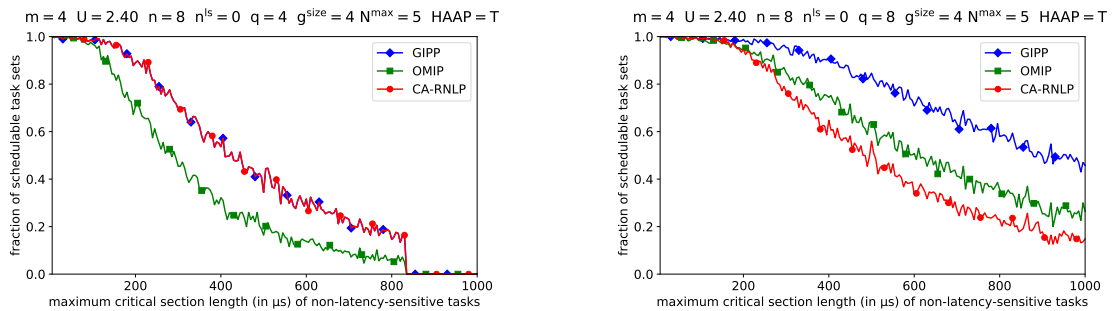 m = 4 U = 2.40 n = 8 n^ls = 0 q = 4 g^size = 4 N^max = 5 HAAP = T
fraction of schedulable task sets
1.0
0.8
0.6
0.4
0.2
0.0
GIPP
OMIP
CA-RNLP
200 400 600 800 1000
maximum critical section length (in µs) of non-latency-sensitive tasks
m = 4 U = 2.40 n = 8 n^ls = 0 q = 8 g^size = 4 N^max = 5 HAAP = T
fraction of schedulable task sets
1.0
0.8
0.6
0.4
0.2
0.0
GIPP
OMIP
CA-RNLP
200 400 600 800 1000
maximum critical section length (in µs) of non-latency-sensitive tasks